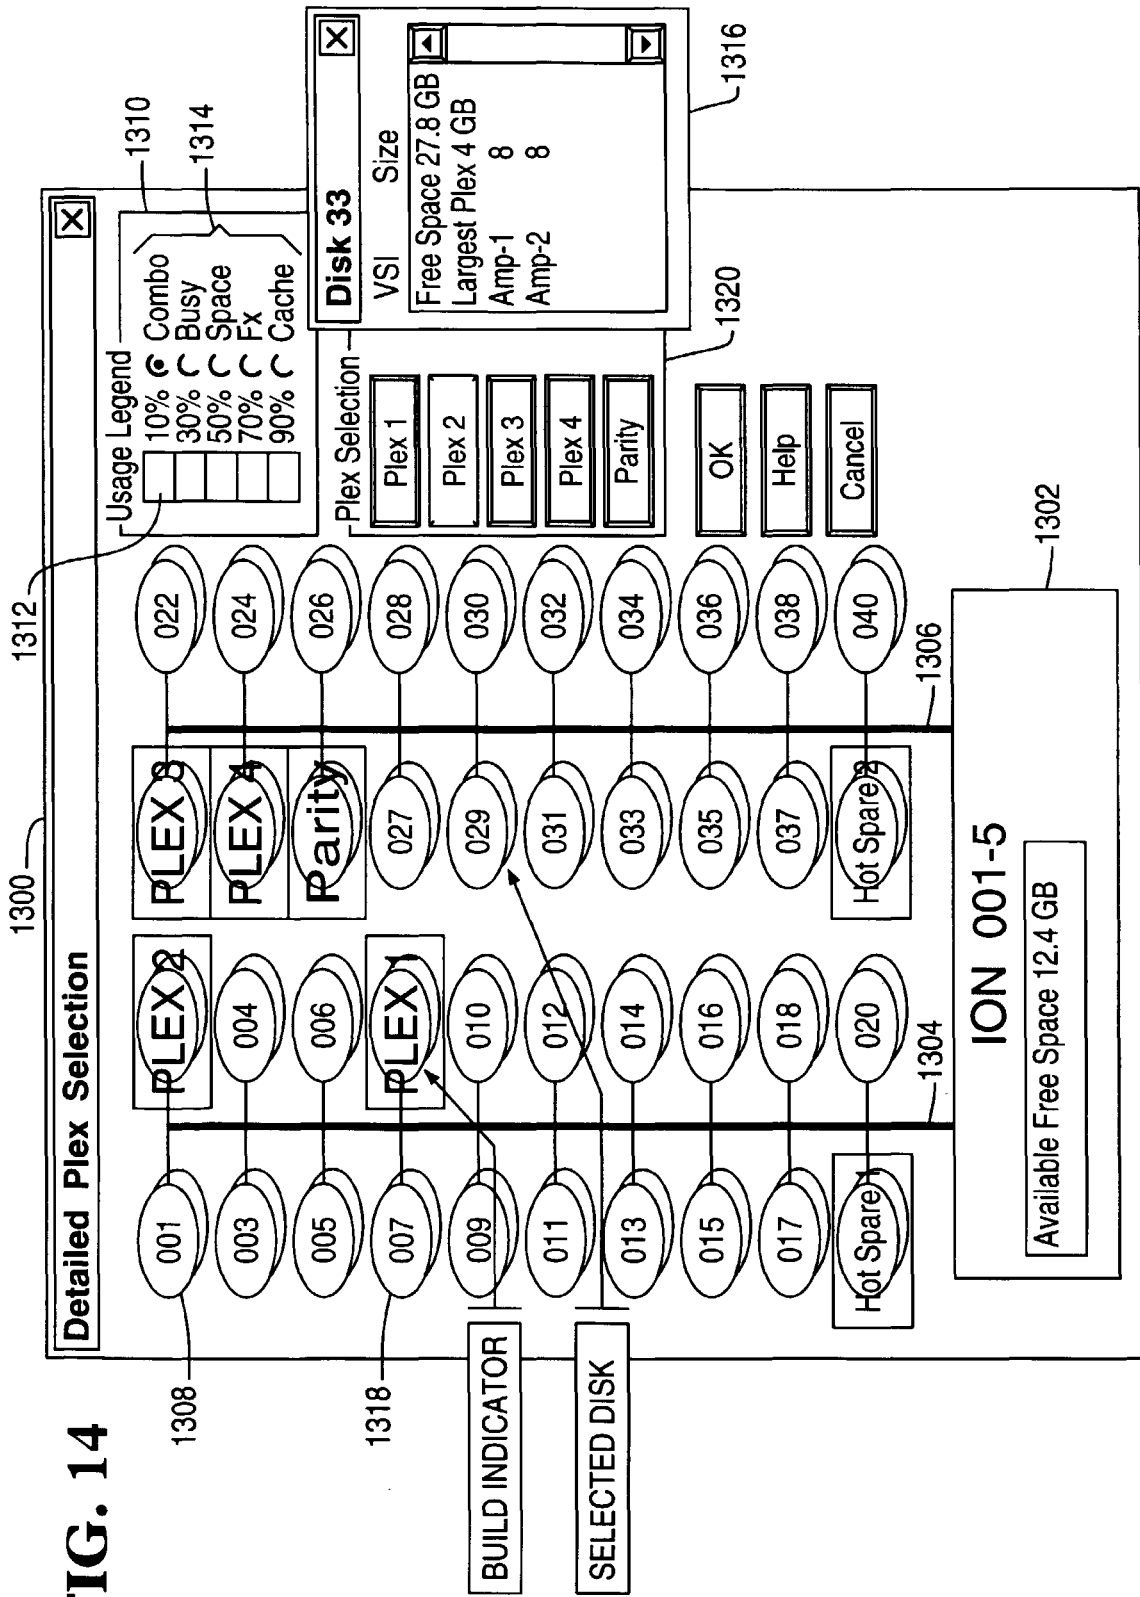 FIG. 14
1300
Detailed Plex Selection
1308
1318
BUILD INDICATOR
SELECTED DISK
001
PLEX 2
003
004
005
006
007
PLEX 1
009
010
011
012
013
014
015
016
017
018
Hot Spare 1
020
1304
PLEX 3
022
PLEX 4
024
Parity
026
027
028
029
030
031
032
033
034
035
036
037
038
Hot Spare 2
040
1306
1312
Usage Legend
10% Combo
30% Busy
50% Space
70% Fx
90% Cache
1310
1314
Plex Selection
Plex 1
Plex 2
Plex 3
Plex 4
Parity
1320
OK
Help
Cancel
Disk 33
VSI Size
Free Space 27.8 GB
Largest Plex 4 GB
Amp-1 8
Amp-2 8
1316
ION 001-5
Available Free Space 12.4 GB
1302